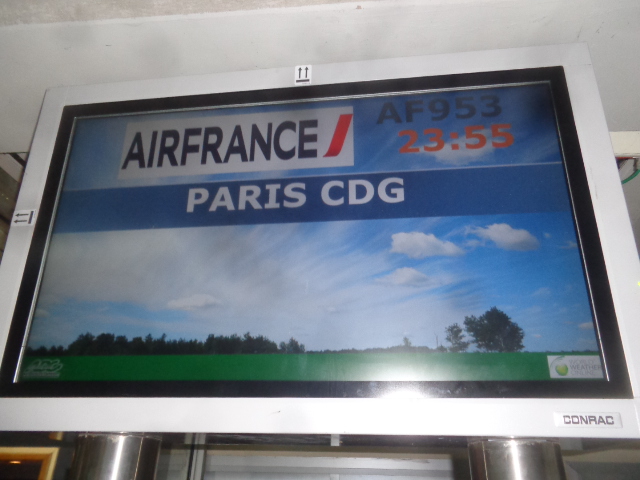 AIRFRANCE
AF953
23:55
PARIS CDG
CONRAC